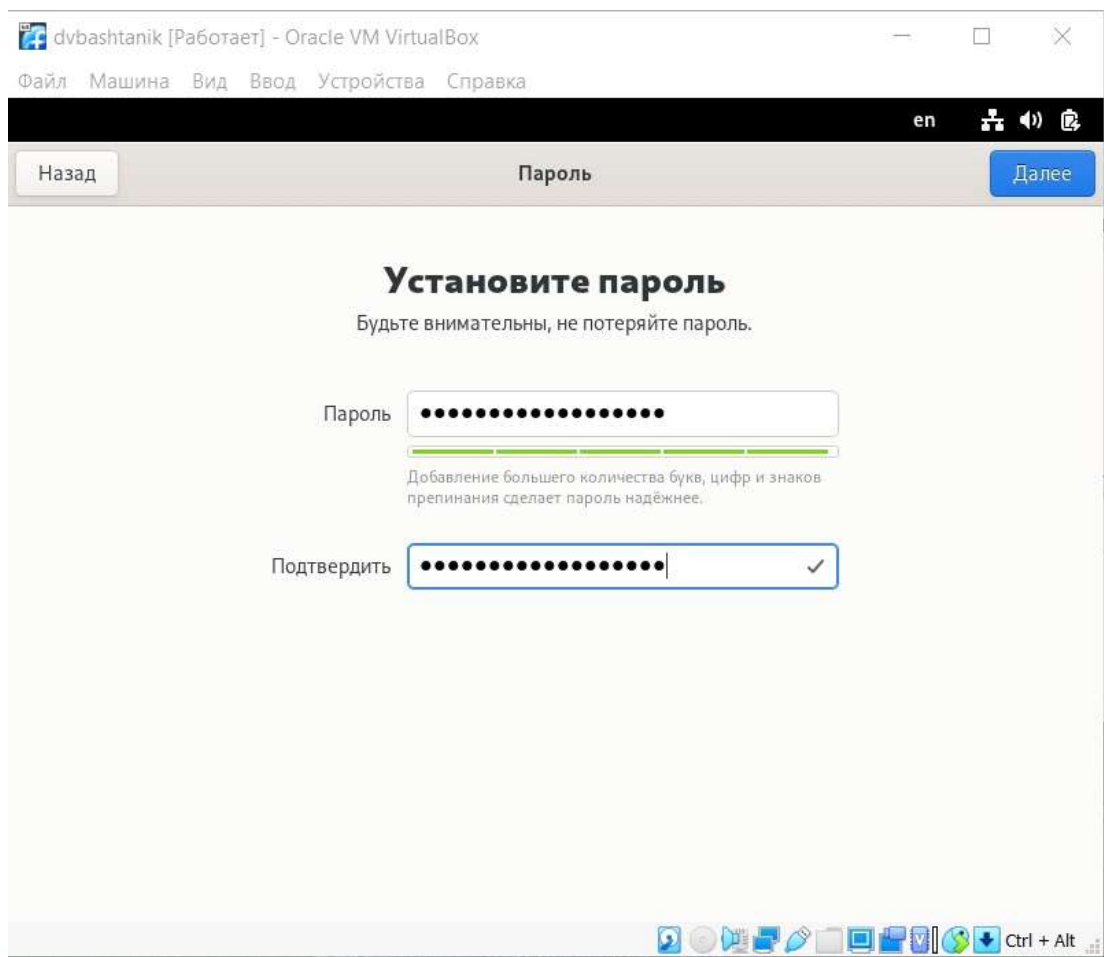 dvbashtanik [Работает] - Oracle VM VirtualBox
Файл Машина Вид Ввод Устройства Справка
en
Назад Пароль Далее
Установите пароль
Будьте внимательны, не потеряйте пароль.
Пароль ••••••••••••••••••
Добавление большего количества букв, цифр и знаков
препинания сделает пароль надёжнее.
Подтвердить ••••••••••••••••••
Ctrl + Alt